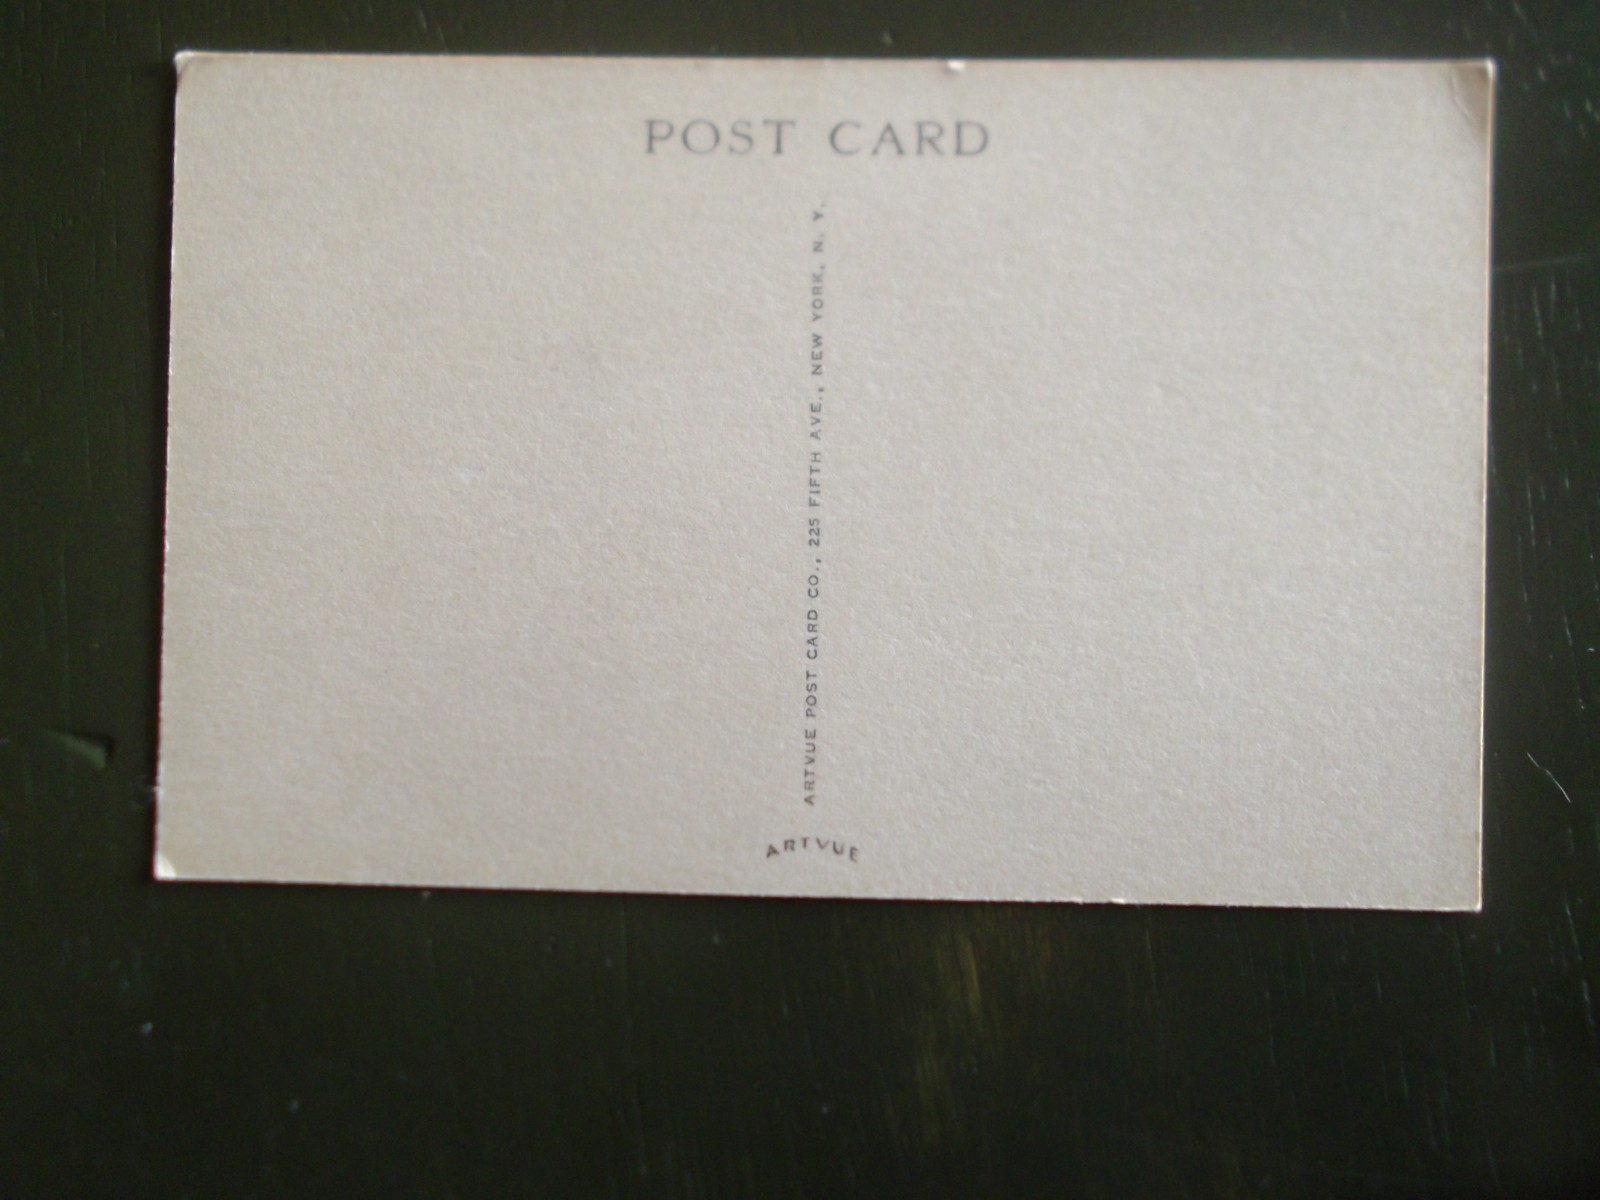 POST CARD
ARTVUE POST CARD CO., 225 FIFTH AVE., NEW YORK, N. Y.
ARTVUE